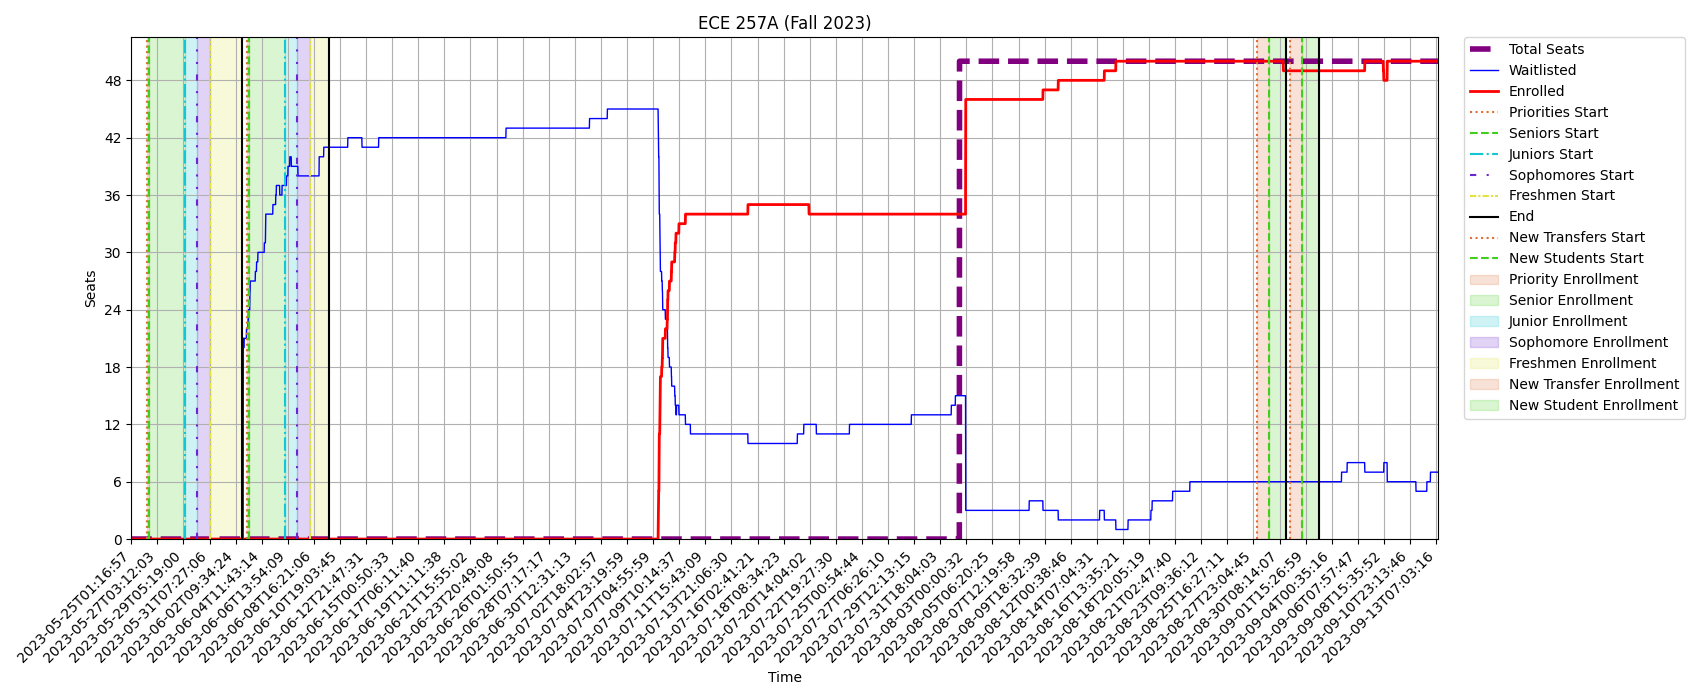 ECE 257A (Fall 2023)
Total Seats
Waitlisted
Enrolled
Priorities Start
Seniors Start
Juniors Start
Sophomores Start
Freshmen Start
End
New Transfers Start
New Students Start
Priority Enrollment
Senior Enrollment
Junior Enrollment
Sophomore Enrollment
Freshmen Enrollment
New Transfer Enrollment
New Student Enrollment
Seats
48
42
36
30
24
18
12
6
0
2023-05-25T01:16:57
2023-05-27T03:12:03
2023-05-29T05:19:00
2023-05-31T07:27:06
2023-06-02T09:34:24
2023-06-04T11:43:14
2023-06-06T13:54:09
2023-06-08T16:21:06
2023-06-10T19:03:45
2023-06-12T21:47:31
2023-06-15T00:50:33
2023-06-17T06:11:40
2023-06-19T11:11:38
2023-06-21T15:55:02
2023-06-23T20:49:08
2023-06-26T01:50:55
2023-06-28T07:17:17
2023-06-30T12:31:13
2023-07-02T18:02:57
2023-07-04T23:19:59
2023-07-07T04:55:59
2023-07-09T10:14:37
2023-07-11T15:43:09
2023-07-13T21:06:30
2023-07-16T02:41:21
2023-07-18T08:34:23
2023-07-20T14:04:02
2023-07-22T19:27:30
2023-07-25T00:54:44
2023-07-27T06:26:10
2023-07-29T12:13:15
2023-07-31T18:04:03
2023-08-03T00:00:32
2023-08-05T06:20:25
2023-08-07T12:19:58
2023-08-09T18:32:39
2023-08-12T00:38:46
2023-08-14T07:04:31
2023-08-16T13:35:21
2023-08-18T20:05:19
2023-08-21T02:47:40
2023-08-23T09:36:12
2023-08-25T16:27:11
2023-08-27T23:04:45
2023-08-30T08:14:07
2023-09-01T15:26:59
2023-09-04T00:35:16
2023-09-06T07:57:47
2023-09-08T15:35:52
2023-09-10T23:13:46
2023-09-13T07:03:16
Time